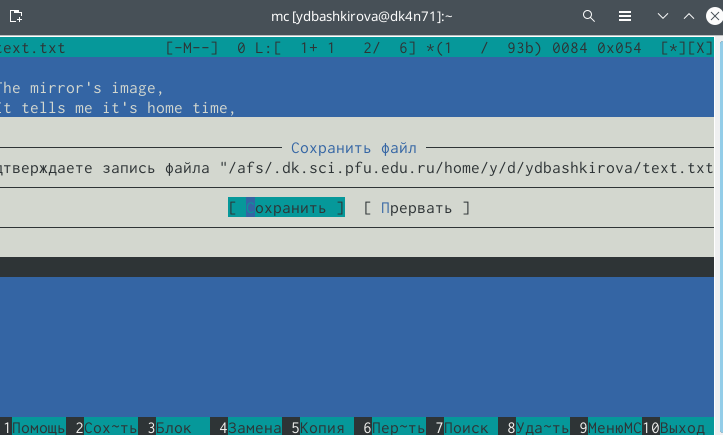 mc [ydbashkirova@dk4n71]:~
text.txt [-M--] 0 L:[ 1+ 1 2/ 6] *(1 / 93b) 0084 0x054 [*][X]
The mirror's image,
It tells me it's home time,
Сохранить файл
дтверждаете запись файла "/afs/.dk.sci.pfu.edu.ru/home/y/d/ydbashkirova/text.txt
[ Сохранить ] [ Прервать ]
1Помощь 2Сох~ть 3Блок 4Замена 5Копия 6Пер~ть 7Поиск 8Уда~ть 9МенюMC 10Выход